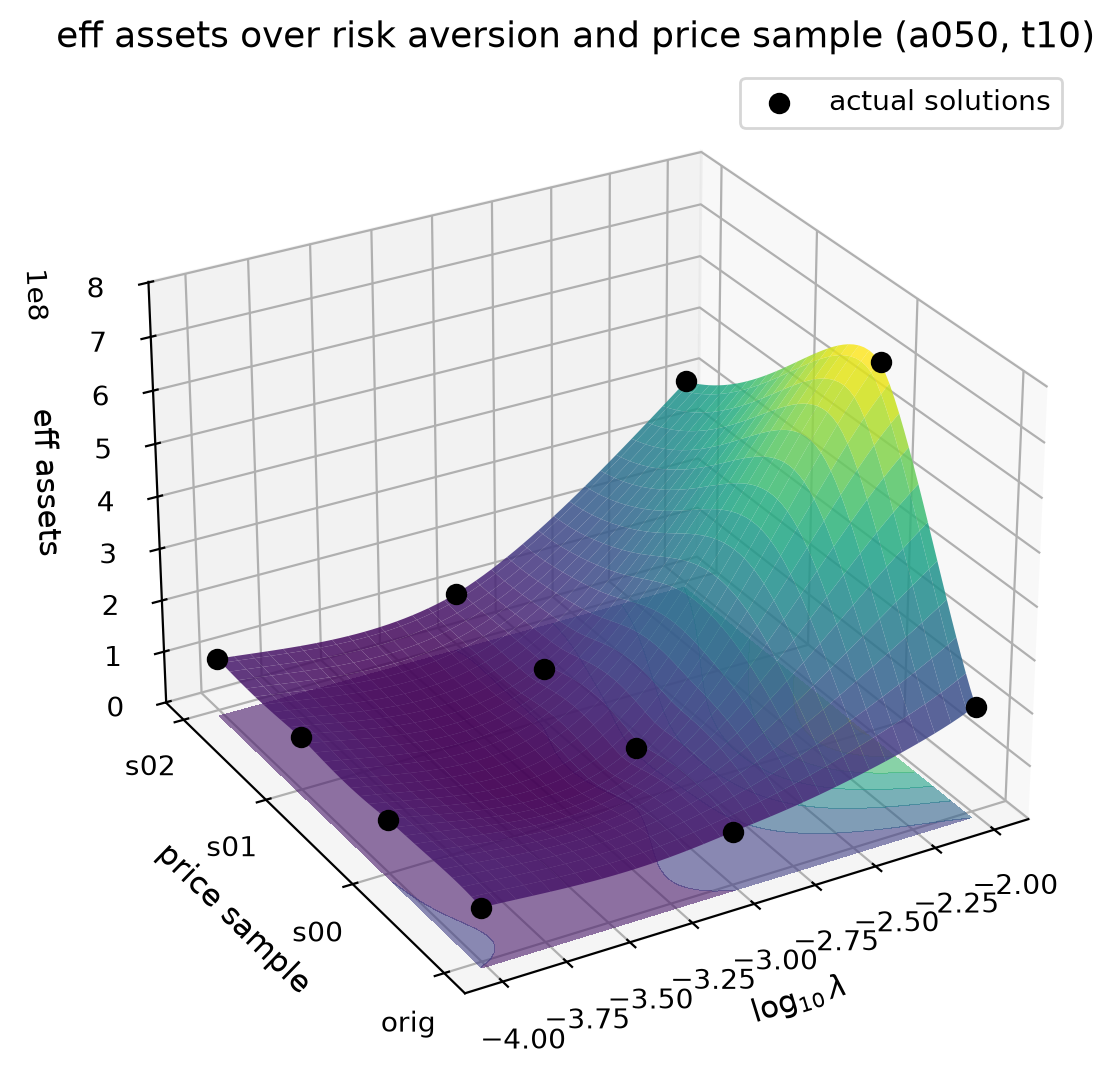 eff assets over risk aversion and price sample (a050, t10)
actual solutions
1e8
8
7
6
5
4
3
2
1
0
eff assets
s02
s01
s00
orig
price sample
−4.00
−3.75
−3.50
−3.25
−3.00
−2.75
−2.50
−2.25
−2.00
log₁₀ λ